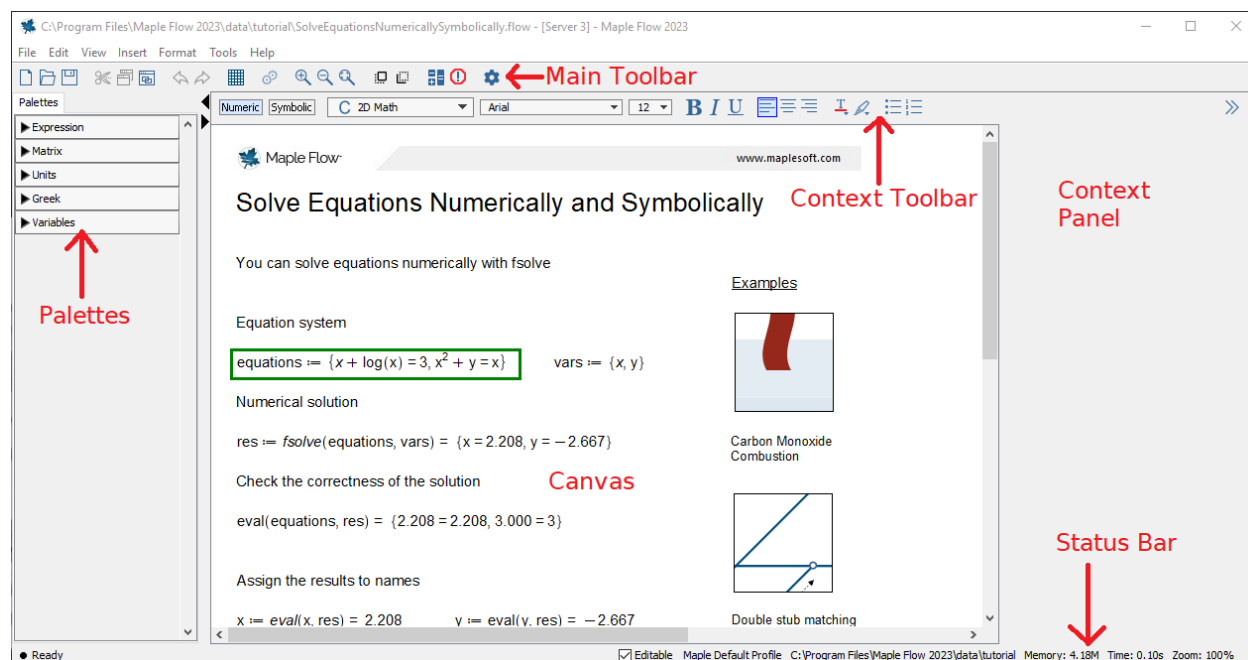 C:\Program Files\Maple Flow 2023\data\tutorial\SolveEquationsNumericallySymbolically.flow - [Server 3] - Maple Flow 2023
File Edit View Insert Format Tools Help
Main Toolbar
Palettes
Numeric Symbolic C 2D Math Arial 12 B I U T
Expression
Matrix
Units
Greek
Variables
Palettes
Maple Flow
www.maplesoft.com
Solve Equations Numerically and Symbolically
Context Toolbar
Context
Panel
You can solve equations numerically with fsolve
Examples
Equation system
equations := {x + log(x) = 3, x² + y = x} vars := {x, y}
Numerical solution
res := fsolve(equations, vars) = {x = 2.208, y = −2.667}
Carbon Monoxide
Combustion
Check the correctness of the solution
Canvas
eval(equations, res) = {2.208 = 2.208, 3.000 = 3}
Status Bar
Assign the results to names
x := eval(x, res) = 2.208 y := eval(y, res) = −2.667
Double stub matching
Ready
Editable Maple Default Profile C:\Program Files\Maple Flow 2023\data\tutorial Memory: 4.18M Time: 0.10s Zoom: 100%